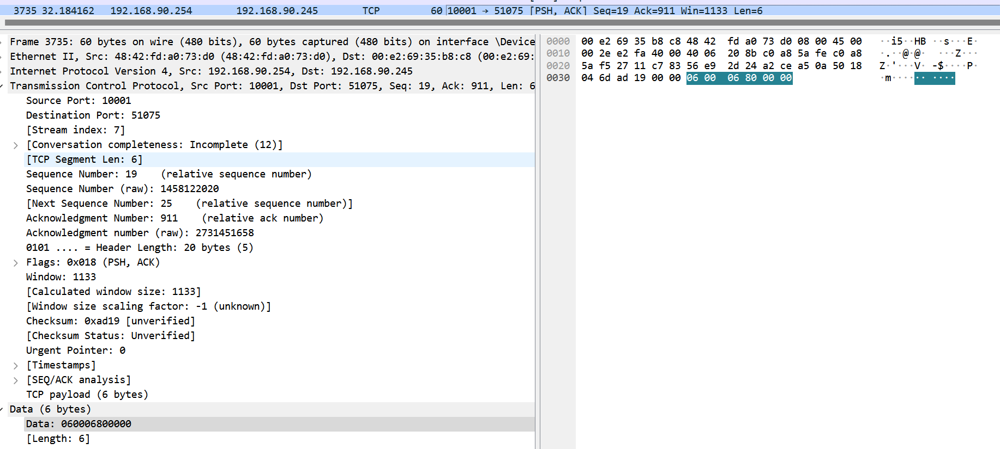 3735 32.184162 192.168.90.254 192.168.90.245 TCP 60 10001 → 51075 [PSH, ACK] Seq=19 Ack=911 Win=1133 Len=6
Frame 3735: 60 bytes on wire (480 bits), 60 bytes captured (480 bits) on interface \Device
Ethernet II, Src: 48:42:fd:a0:73:d0 (48:42:fd:a0:73:d0), Dst: 00:e2:69:35:b8:c8 (00:e2:69:
Internet Protocol Version 4, Src: 192.168.90.254, Dst: 192.168.90.245
Transmission Control Protocol, Src Port: 10001, Dst Port: 51075, Seq: 19, Ack: 911, Len: 6
Source Port: 10001
Destination Port: 51075
[Stream index: 7]
[Conversation completeness: Incomplete (12)]
[TCP Segment Len: 6]
Sequence Number: 19 (relative sequence number)
Sequence Number (raw): 1458122020
[Next Sequence Number: 25 (relative sequence number)]
Acknowledgment Number: 911 (relative ack number)
Acknowledgment number (raw): 2731451658
0101 .... = Header Length: 20 bytes (5)
Flags: 0x018 (PSH, ACK)
Window: 1133
[Calculated window size: 1133]
[Window size scaling factor: -1 (unknown)]
Checksum: 0xad19 [unverified]
[Checksum Status: Unverified]
Urgent Pointer: 0
[Timestamps]
[SEQ/ACK analysis]
TCP payload (6 bytes)
Data (6 bytes)
Data: 060006800000
[Length: 6]
0000 00 e2 69 35 b8 c8 48 42 fd a0 73 d0 08 00 45 00 ··i5··HB ··s···E·
0010 00 2e e2 fa 40 00 40 06 20 8b c0 a8 5a fe c0 a8 ·.··@·@· ···Z···
0020 5a f5 27 11 c7 83 56 e9 2d 24 a2 ce a5 0a 50 18 Z·'···V· -$····P·
0030 04 6d ad 19 00 00 06 00 06 80 00 00 ·m······ ····